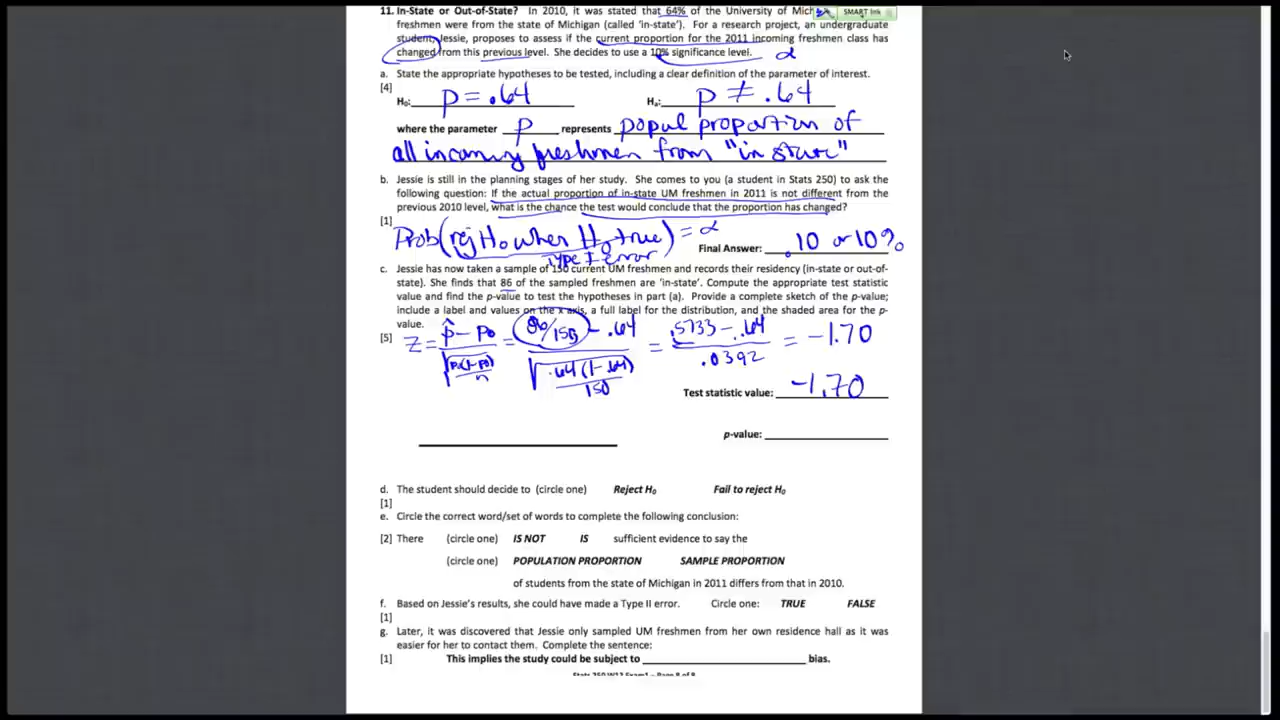 11. In-State or Out-of-State? In 2010, it was stated that 64% of the University of Mich
SMART Ink
freshmen were from the state of Michigan (called 'in-state'). For a research project, an undergraduate
student, Jessie, proposes to assess if the current proportion for the 2011 incoming freshmen class has
changed from this previous level. She decides to use a 10% significance level. α
a. State the appropriate hypotheses to be tested, including a clear definition of the parameter of interest.
[4]
H₀: p = .64 Hₐ: p ≠ .64
where the parameter p represents popul proportion of
all incoming freshmen from "in state"
b. Jessie is still in the planning stages of her study. She comes to you (a student in Stats 250) to ask the
following question: If the actual proportion of in-state UM freshmen in 2011 is not different from the
previous 2010 level, what is the chance the test would conclude that the proportion has changed?
[1]
Prob(rej H₀ when H₀ true) = α Final Answer: .10 or 10%
Type I error
c. Jessie has now taken a sample of 150 current UM freshmen and records their residency (in-state or out-of-
state). She finds that 86 of the sampled freshmen are 'in-state'. Compute the appropriate test statistic
value and find the p-value to test the hypotheses in part (a). Provide a complete sketch of the p-value;
include a label and values on the x axis, a full label for the distribution, and the shaded area for the p-
value.
[5] Z = p̂ - p₀ / √(p₀(1-p₀)/n) = 86/150 - .64 / √(.64(1-.64)/150) = .5733 - .64 / .0392 = -1.70
Test statistic value: -1.70
p-value:
d. The student should decide to (circle one) Reject H₀ Fail to reject H₀
[1]
e. Circle the correct word/set of words to complete the following conclusion:
[2] There (circle one) IS NOT IS sufficient evidence to say the
(circle one) POPULATION PROPORTION SAMPLE PROPORTION
of students from the state of Michigan in 2011 differs from that in 2010.
f. Based on Jessie's results, she could have made a Type II error. Circle one: TRUE FALSE
[1]
g. Later, it was discovered that Jessie only sampled UM freshmen from her own residence hall as it was
easier for her to contact them. Complete the sentence:
[1] This implies the study could be subject to bias.